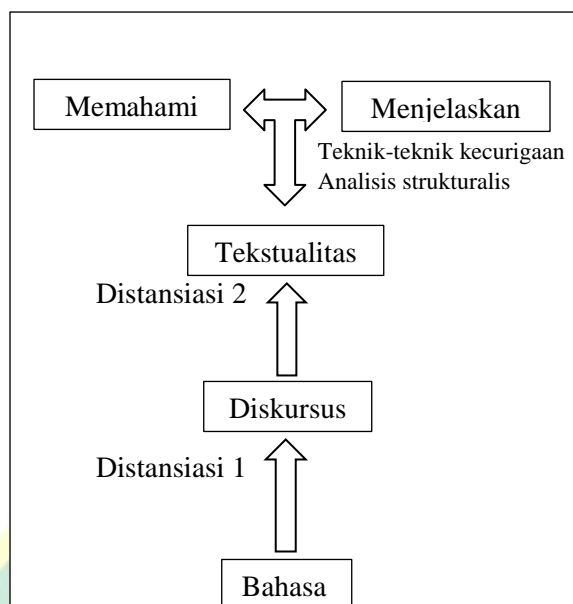 Memahami
Menjelaskan
Teknik-teknik kecurigaan
Analisis strukturalis
Tekstualitas
Distansiasi 2
Diskursus
Distansiasi 1
Bahasa